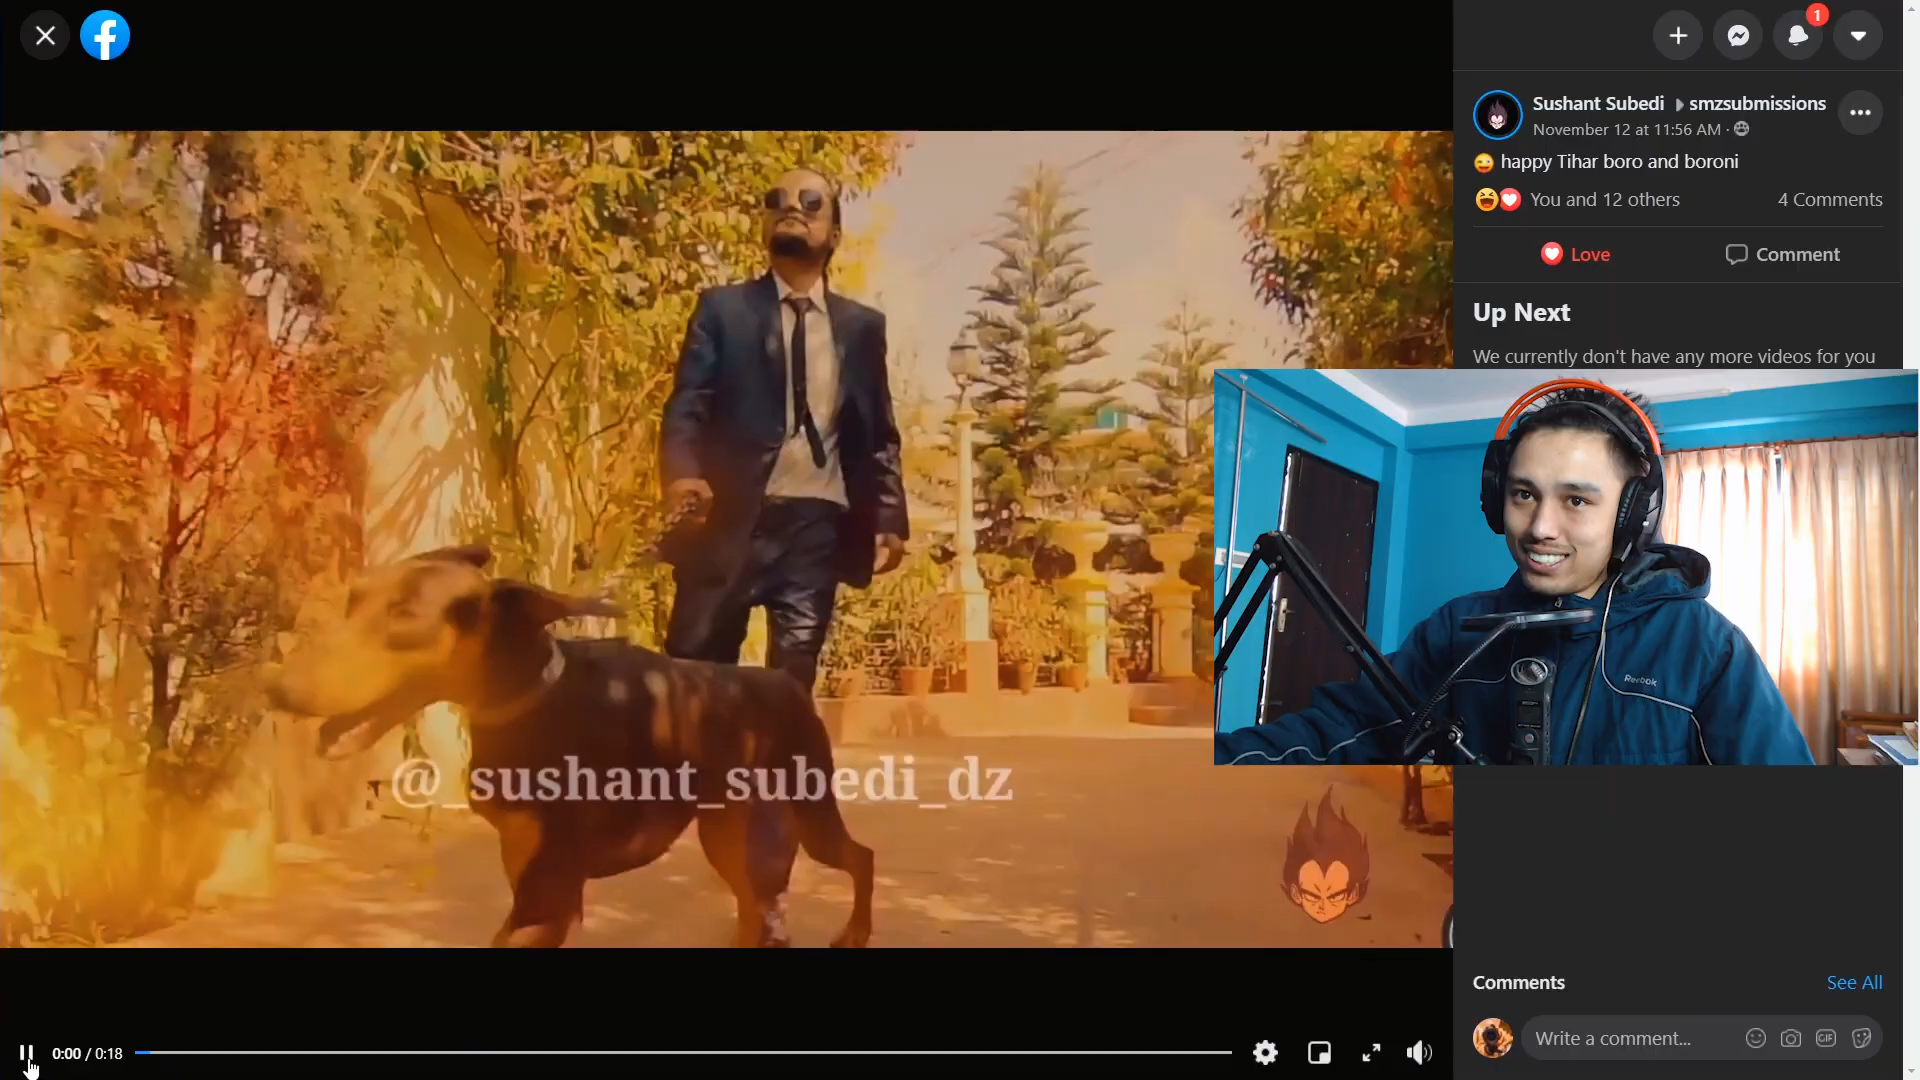 1
Sushant Subedi smzsubmissions
November 12 at 11:56 AM ·
😜 happy Tihar boro and boroni
You and 12 others 4 Comments
Love Comment
Up Next
We currently don't have any more videos for you
Reebok
@_sushant_subedi_dz
Comments See All
Write a comment...
GIF
0:00 / 0:18